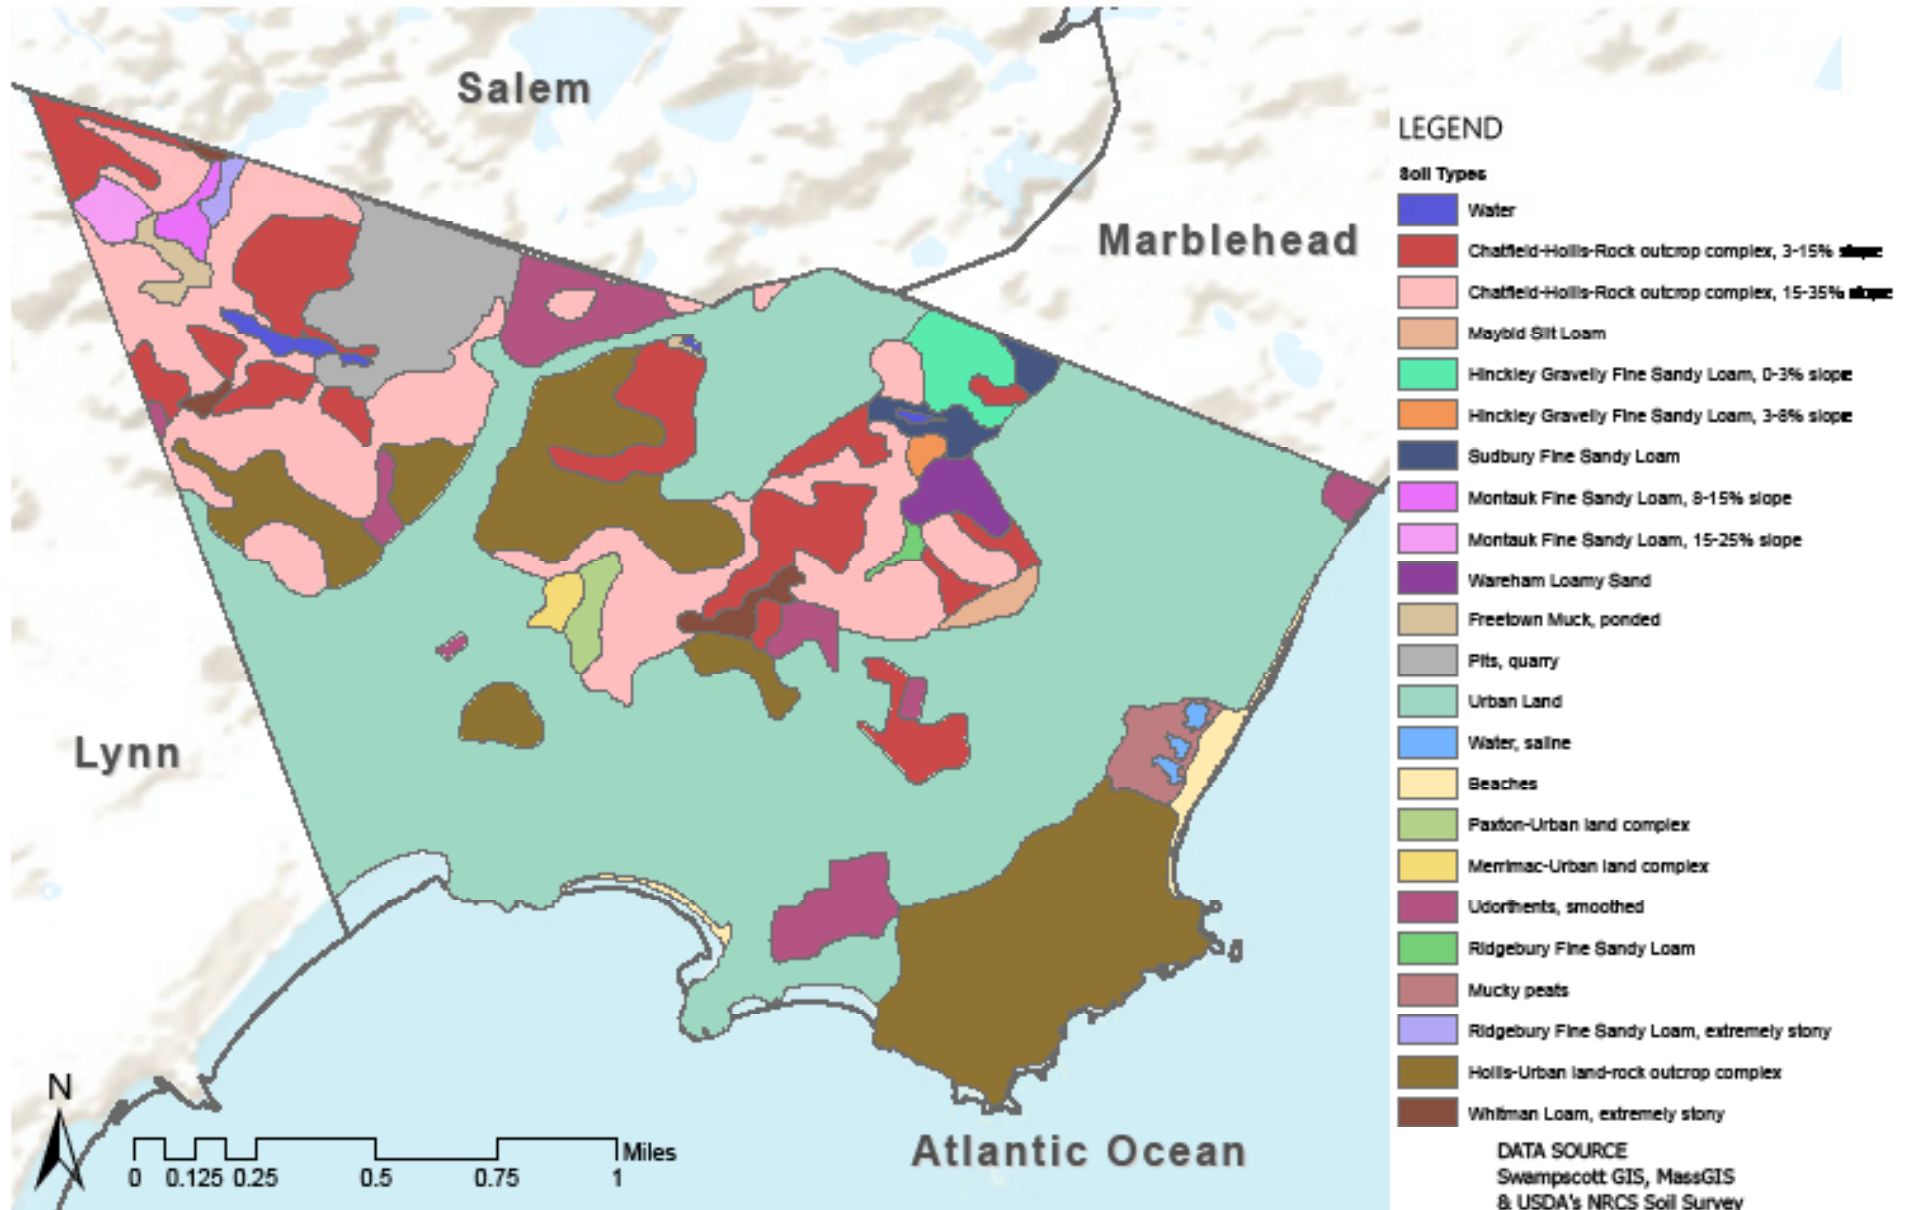 Salem
Marblehead
Lynn
Atlantic Ocean
N
0 0.125 0.25 0.5 0.75 1 Miles
LEGEND
Soil Types
Water
Chatfield-Hollis-Rock outcrop complex, 3-15% slope
Chatfield-Hollis-Rock outcrop complex, 15-35% slope
Maybid Silt Loam
Hinckley Gravelly Fine Sandy Loam, 0-3% slope
Hinckley Gravelly Fine Sandy Loam, 3-8% slope
Sudbury Fine Sandy Loam
Montauk Fine Sandy Loam, 8-15% slope
Montauk Fine Sandy Loam, 15-25% slope
Wareham Loamy Sand
Freetown Muck, ponded
Pits, quarry
Urban Land
Water, saline
Beaches
Paxton-Urban land complex
Merrimac-Urban land complex
Udorthents, smoothed
Ridgebury Fine Sandy Loam
Mucky peats
Ridgebury Fine Sandy Loam, extremely stony
Hollis-Urban land-rock outcrop complex
Whitman Loam, extremely stony
DATA SOURCE
Swampscott GIS, MassGIS
& USDA's NRCS Soil Survey